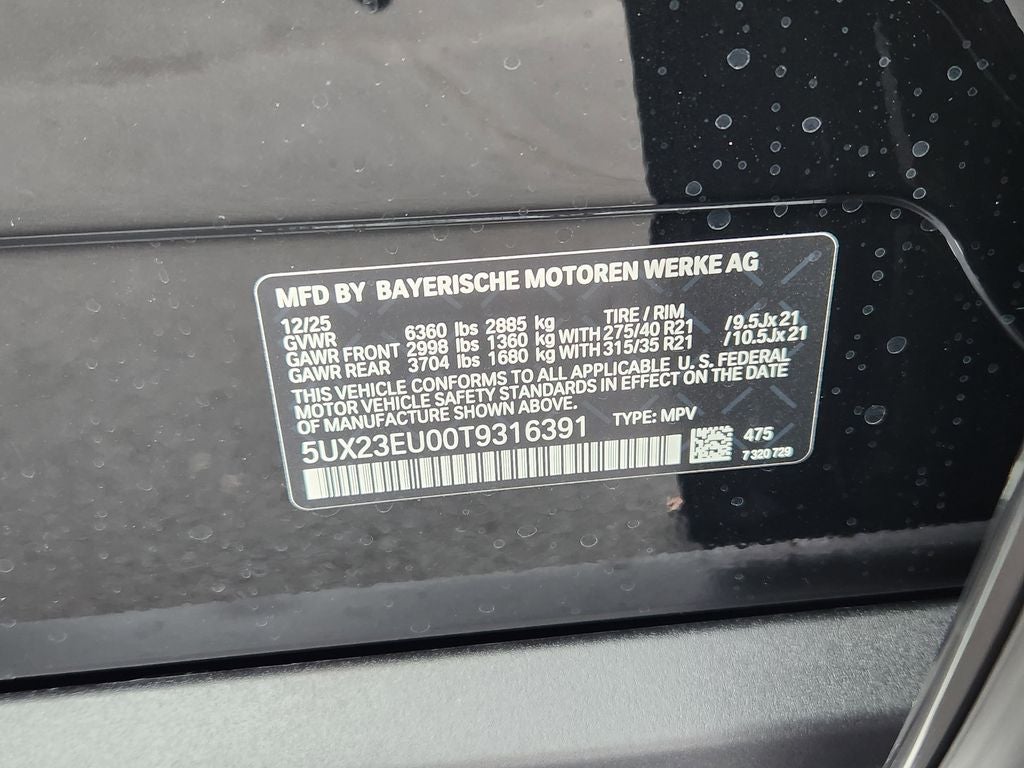 MFD BY BAYERISCHE MOTOREN WERKE AG
12/25 TIRE / RIM
GVWR 6360 lbs 2885 kg
GAWR FRONT 2998 lbs 1360 kg WITH 275/40 R21 /9.5Jx21
GAWR REAR 3704 lbs 1680 kg WITH 315/35 R21 /10.5Jx21
THIS VEHICLE CONFORMS TO ALL APPLICABLE U. S. FEDERAL
MOTOR VEHICLE SAFETY STANDARDS IN EFFECT ON THE DATE
OF MANUFACTURE SHOWN ABOVE.
5UX23EU00T9316391 TYPE: MPV
475
7 320 729